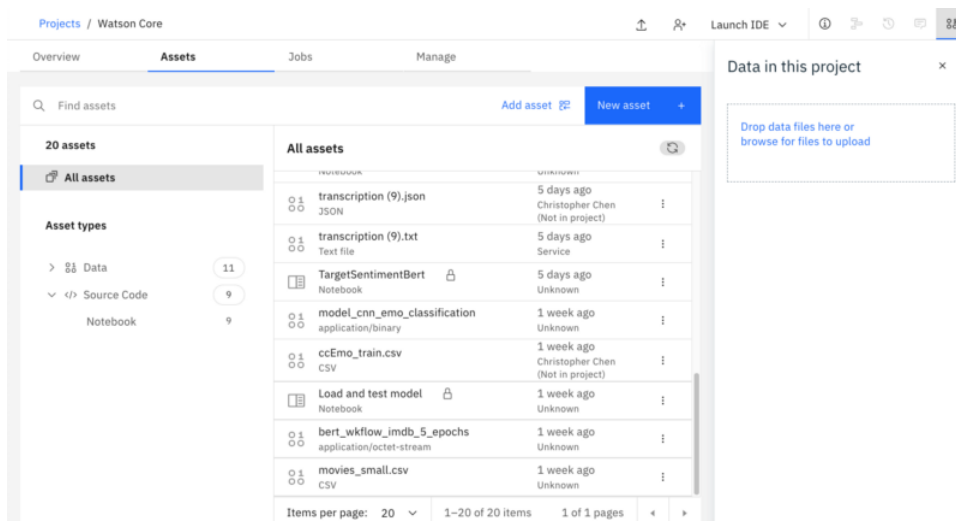 Projects / Watson Core
Launch IDE
Overview
Assets
Jobs
Manage
Data in this project
Find assets
Add asset
New asset +
Drop data files here or
browse for files to upload
20 assets
All assets
Asset types
Data 11
</> Source Code 9
Notebook 9
All assets
Notebook
Unknown
transcription (9).json
JSON
5 days ago
Christopher Chen
(Not in project)
transcription (9).txt
Text file
5 days ago
Service
TargetSentimentBert
Notebook
5 days ago
Unknown
model_cnn_emo_classification
application/binary
1 week ago
Unknown
ccEmo_train.csv
CSV
1 week ago
Christopher Chen
(Not in project)
Load and test model
Notebook
1 week ago
Unknown
bert_wkflow_imdb_5_epochs
application/octet-stream
1 week ago
Unknown
movies_small.csv
CSV
1 week ago
Unknown
Items per page: 20
1–20 of 20 items
1 of 1 pages